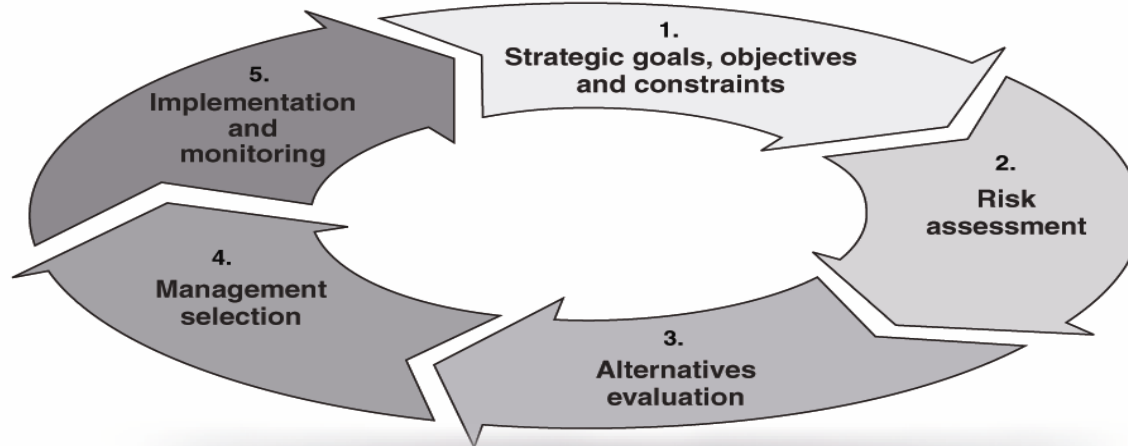 1.
Strategic goals, objectives
and constraints
2.
Risk
assessment
3.
Alternatives
evaluation
4.
Management
selection
5.
Implementation
and
monitoring